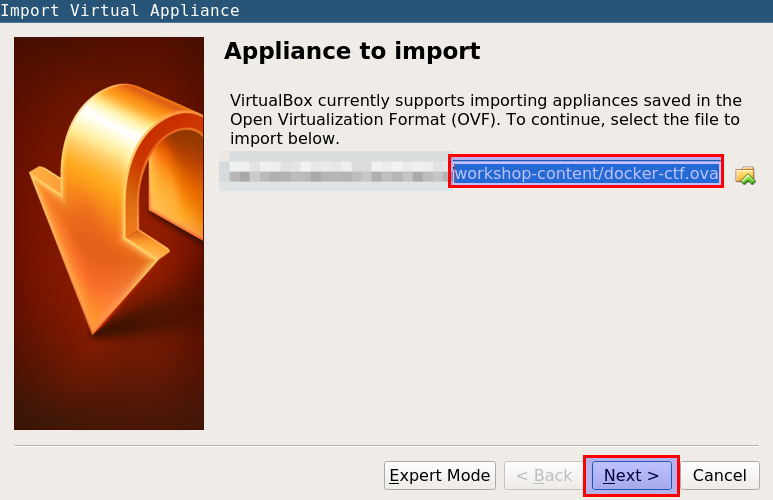 Import Virtual Appliance
Appliance to import
VirtualBox currently supports importing appliances saved in the
Open Virtualization Format (OVF). To continue, select the file to
import below.
workshop-content/docker-ctf.ova
Expert Mode
< Back
Next >
Cancel